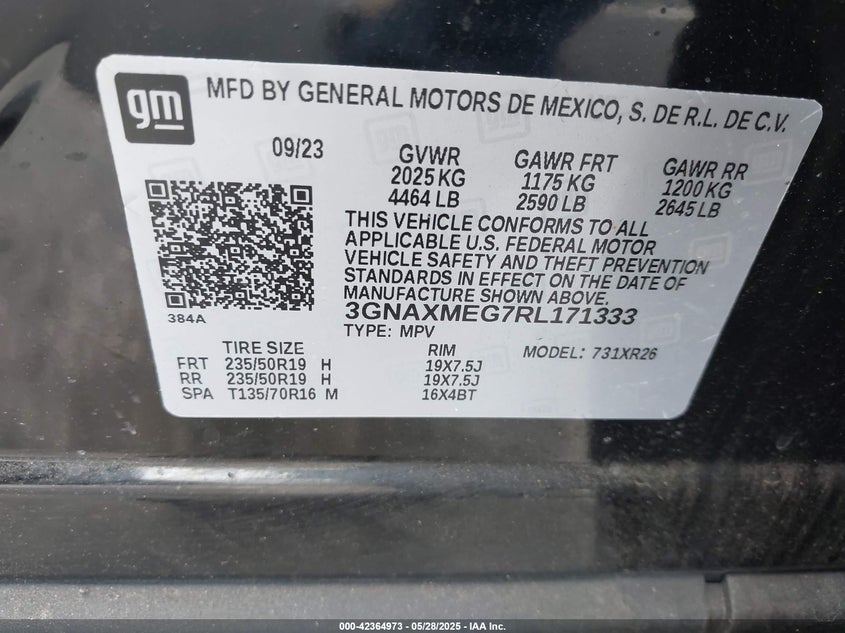 gm
MFD BY GENERAL MOTORS DE MEXICO, S. DE R.L. DE C.V.
09/23
GVWR GAWR FRT GAWR RR
2025 KG 1175 KG 1200 KG
4464 LB 2590 LB 2645 LB
THIS VEHICLE CONFORMS TO ALL
APPLICABLE U.S. FEDERAL MOTOR
VEHICLE SAFETY AND THEFT PREVENTION
STANDARDS IN EFFECT ON THE DATE OF
MANUFACTURE SHOWN ABOVE.
384A
3GNAXMEG7RL171333
TYPE: MPV
TIRE SIZE RIM MODEL: 731XR26
FRT 235/50R19 H 19X7.5J
RR 235/50R19 H 19X7.5J
SPA T135/70R16 M 16X4BT
000-42364973 — 05/28/2025 — IAA Inc.